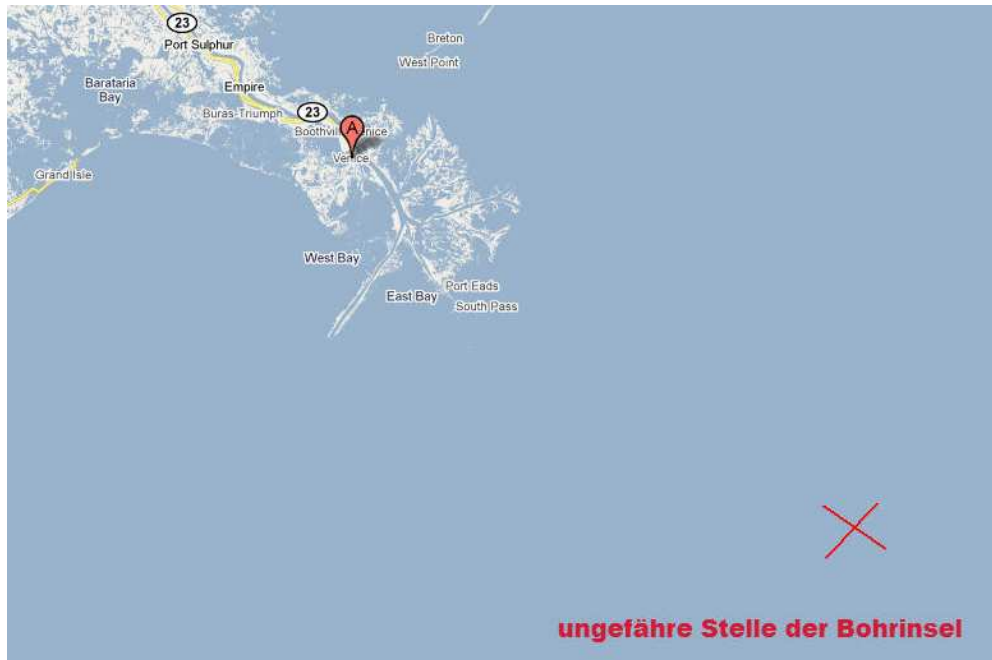 23
Port Sulphur
Breton
West Point
Barataria
Bay
Empire
23
Buras-Triumph
A
Venice
Grand Isle
West Bay
East Bay
Port Eads
South Pass
ungefähre Stelle der Bohrinsel